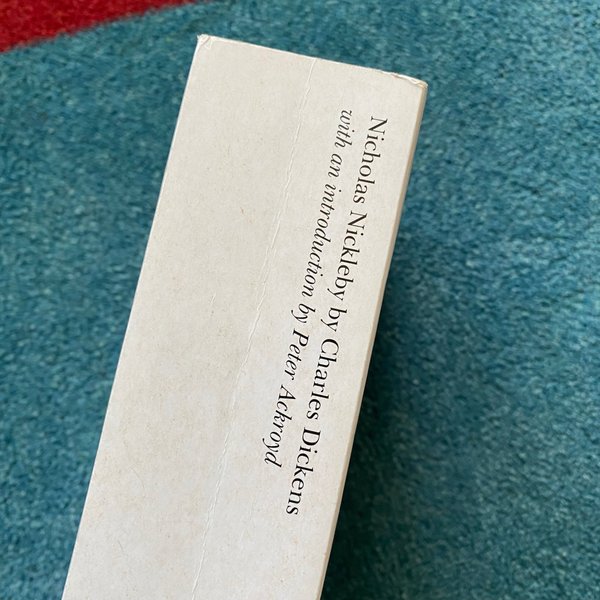 Nicholas Nickleby by Charles Dickens
with an introduction by Peter Ackroyd